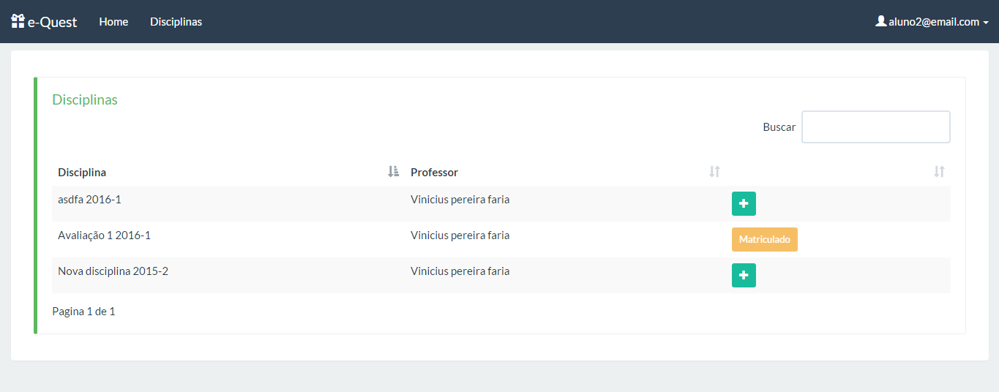 e-Quest Home Disciplinas aluno2@email.com
Disciplinas
Buscar
Disciplina Professor
asdfa 2016-1 Vinicius pereira faria
Avaliação 1 2016-1 Vinicius pereira faria Matriculado
Nova disciplina 2015-2 Vinicius pereira faria
Pagina 1 de 1